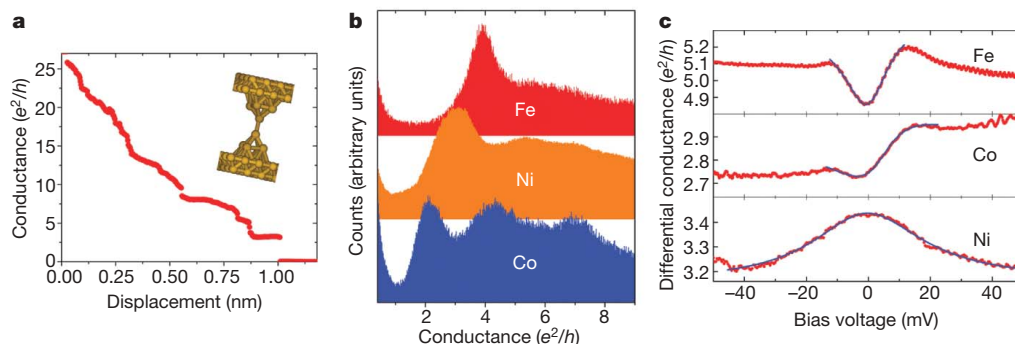 a
Conductance (e²/h)
25
20
15
10
5
0
0.00 0.25 0.50 0.75 1.00
Displacement (nm)
b
Counts (arbitrary units)
Fe
Ni
Co
2 4 6 8
Conductance (e²/h)
c
Differential conductance (e²/h)
5.1
5.0
4.9
Fe
2.9
2.8
2.7
Co
3.4
3.3
3.2
Ni
−40 −20 0 20 40
Bias voltage (mV)